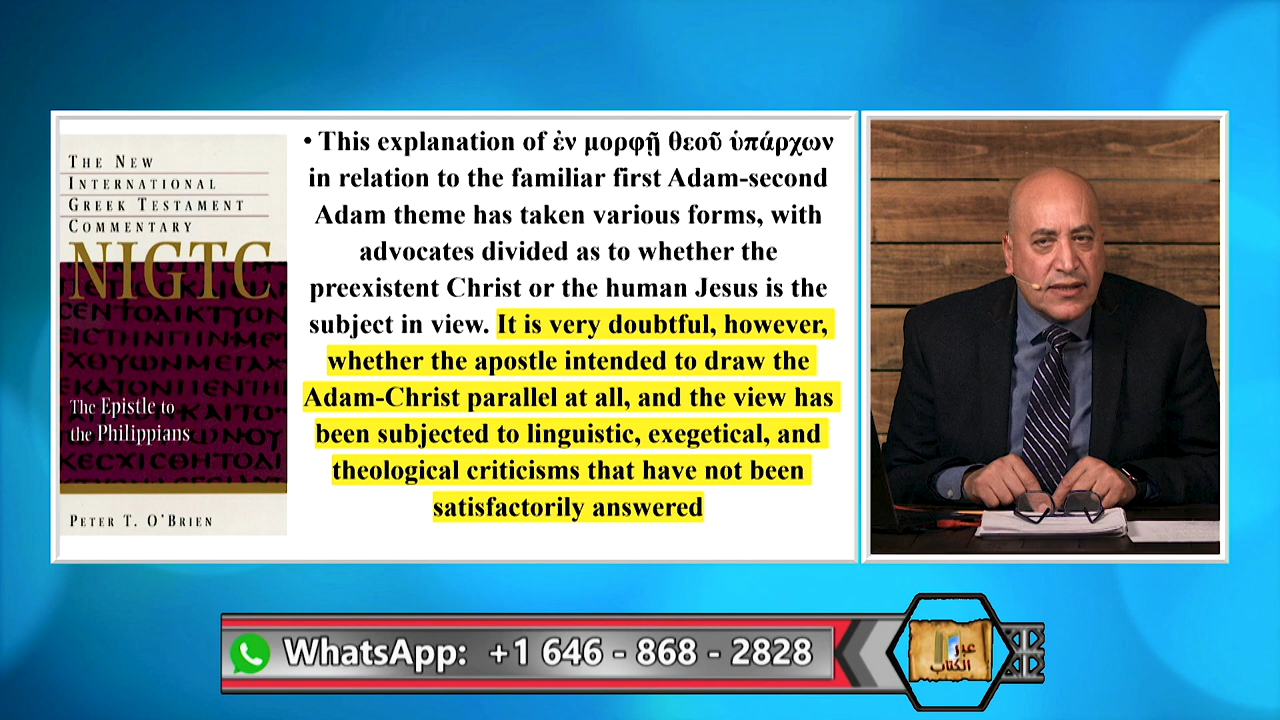 THE NEW
INTERNATIONAL
GREEK TESTAMENT
COMMENTARY
NIGTC
The Epistle to
the Philippians
PETER T. O'BRIEN
• This explanation of ἐν μορφῇ θεοῦ ὑπάρχων
in relation to the familiar first Adam-second
Adam theme has taken various forms, with
advocates divided as to whether the
preexistent Christ or the human Jesus is the
subject in view. It is very doubtful, however,
whether the apostle intended to draw the
Adam-Christ parallel at all, and the view has
been subjected to linguistic, exegetical, and
theological criticisms that have not been
satisfactorily answered
WhatsApp: +1 646 - 868 - 2828
عبر
الكتاب